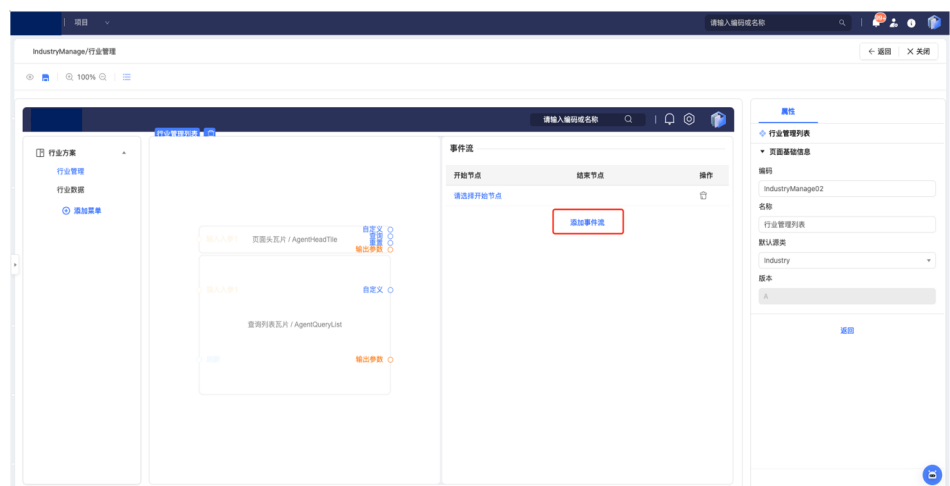 项目
请输入编码或名称
99+
IndustryManage/行业管理
返回
关闭
100%
请输入编码或名称
属性
行业管理列表
行业管理列表
页面基础信息
行业方案
行业管理
行业数据
添加菜单
事件流
开始节点 结束节点 操作
请选择开始节点
添加事件流
编码
IndustryManage02
名称
行业管理列表
默认源类
Industry
版本
A
返回
自定义
查询
重置
输出参数
页面头瓦片 / AgentHeadTile
自定义
查询列表瓦片 / AgentQueryList
输出参数